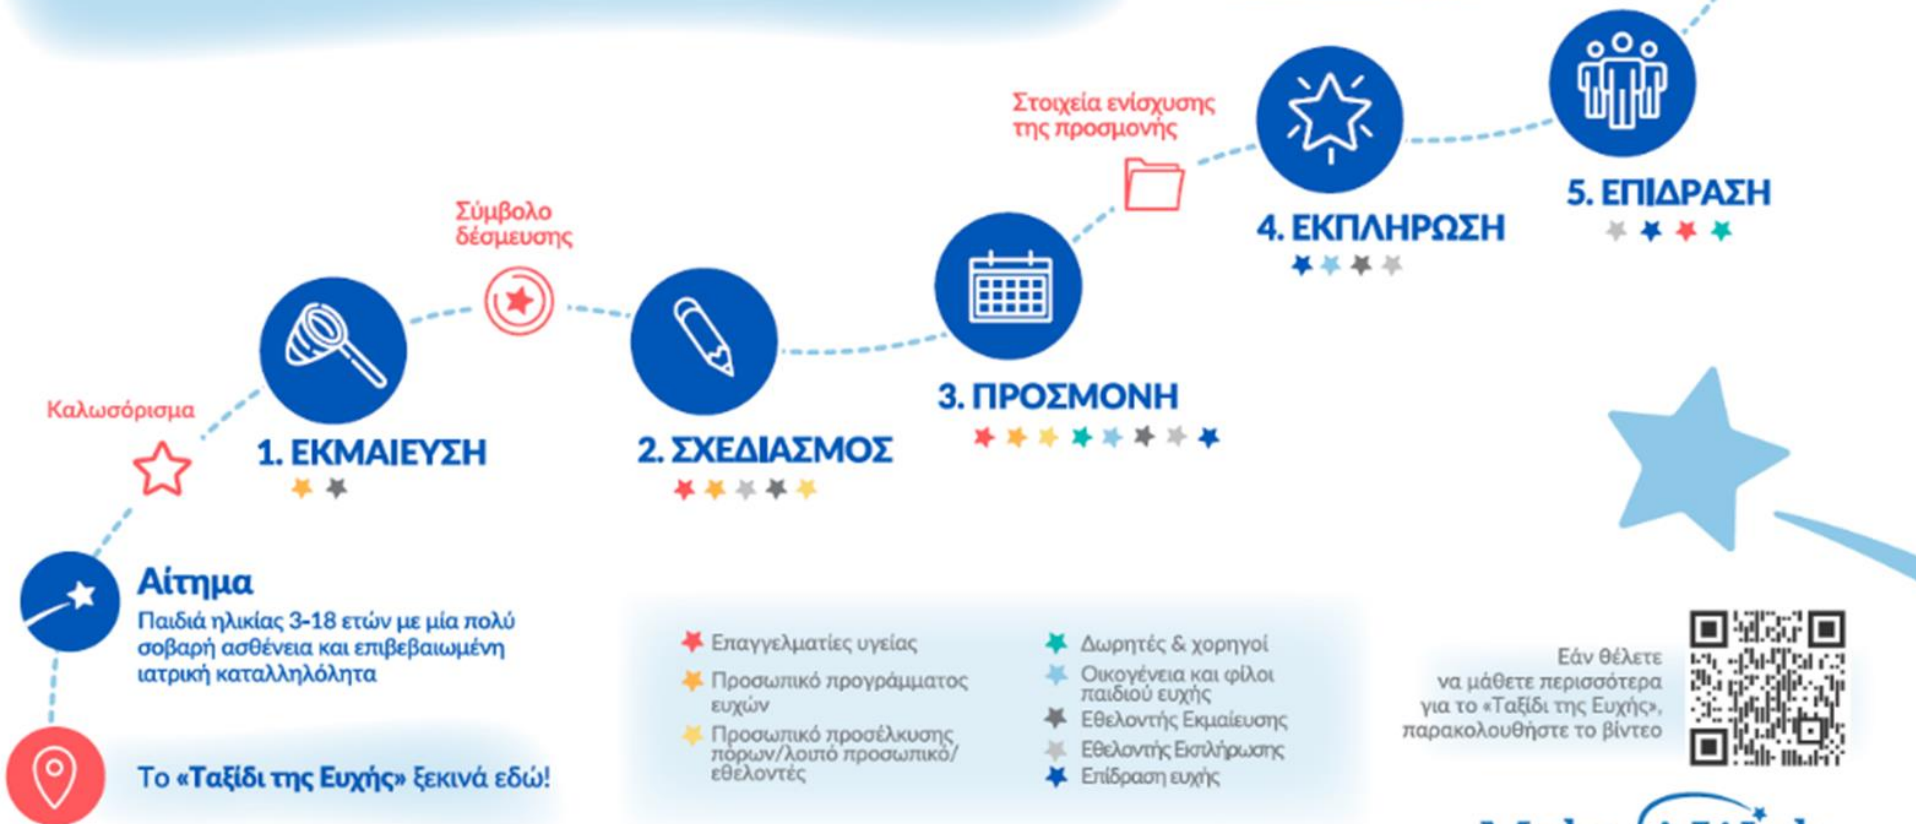 Στοιχεία ενίσχυσης
της προσμονής
5. ΕΠΙΔΡΑΣΗ
4. ΕΚΠΛΗΡΩΣΗ
Σύμβολο
δέσμευσης
3. ΠΡΟΣΜΟΝΗ
Καλωσόρισμα
1. ΕΚΜΑΙΕΥΣΗ
2. ΣΧΕΔΙΑΣΜΟΣ
Αίτημα
Παιδιά ηλικίας 3-18 ετών με μία πολύ
σοβαρή ασθένεια και επιβεβαιωμένη
ιατρική καταλληλόλητα
Το «Ταξίδι της Ευχής» ξεκινά εδώ!
Επαγγελματίες υγείας
Προσωπικό προγράμματος
ευχών
Προσωπικό προσέλκυσης
πόρων/λοιπό προσωπικό/
εθελοντές
Δωρητές & χορηγοί
Οικογένεια και φίλοι
παιδιού ευχής
Εθελοντής Εκμαίευσης
Εθελοντής Εκπλήρωσης
Επίδραση ευχής
Εάν θέλετε
να μάθετε περισσότερα
για το «Ταξίδι της Ευχής»,
παρακολουθήστε το βίντεο